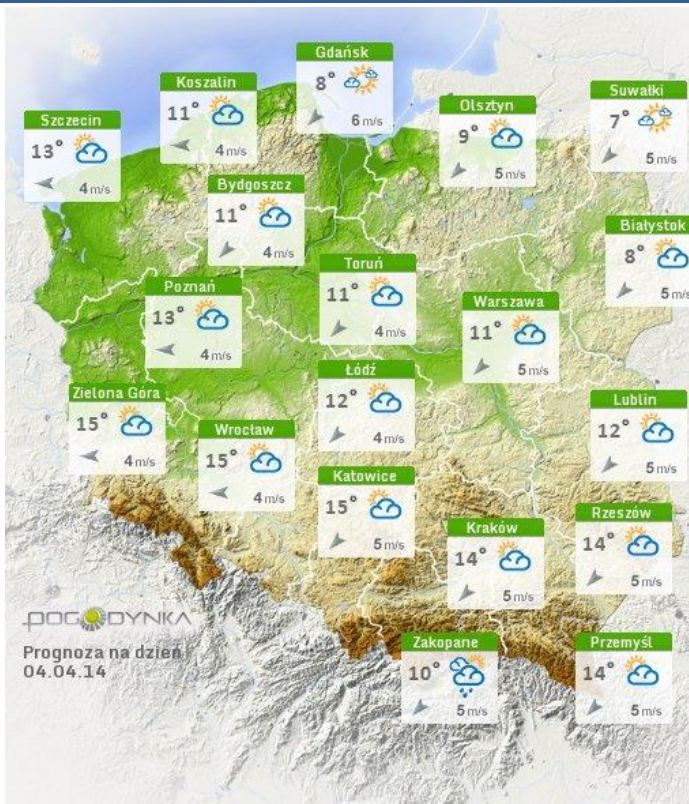 Gdańsk
8°
6 m/s
Koszalin
11°
4 m/s
Suwałki
7°
5 m/s
Olsztyn
9°
5 m/s
Szczecin
13°
4 m/s
Bydgoszcz
11°
4 m/s
Białystok
8°
5 m/s
Toruń
11°
4 m/s
Poznań
13°
4 m/s
Warszawa
11°
5 m/s
Łódź
12°
4 m/s
Zielona Góra
15°
4 m/s
Lublin
12°
5 m/s
Wrocław
15°
4 m/s
Katowice
15°
5 m/s
Rzeszów
14°
5 m/s
Kraków
14°
5 m/s
POGODYNKA
Prognoza na dzień
04.04.14
Zakopane
10°
5 m/s
Przemyśl
14°
5 m/s